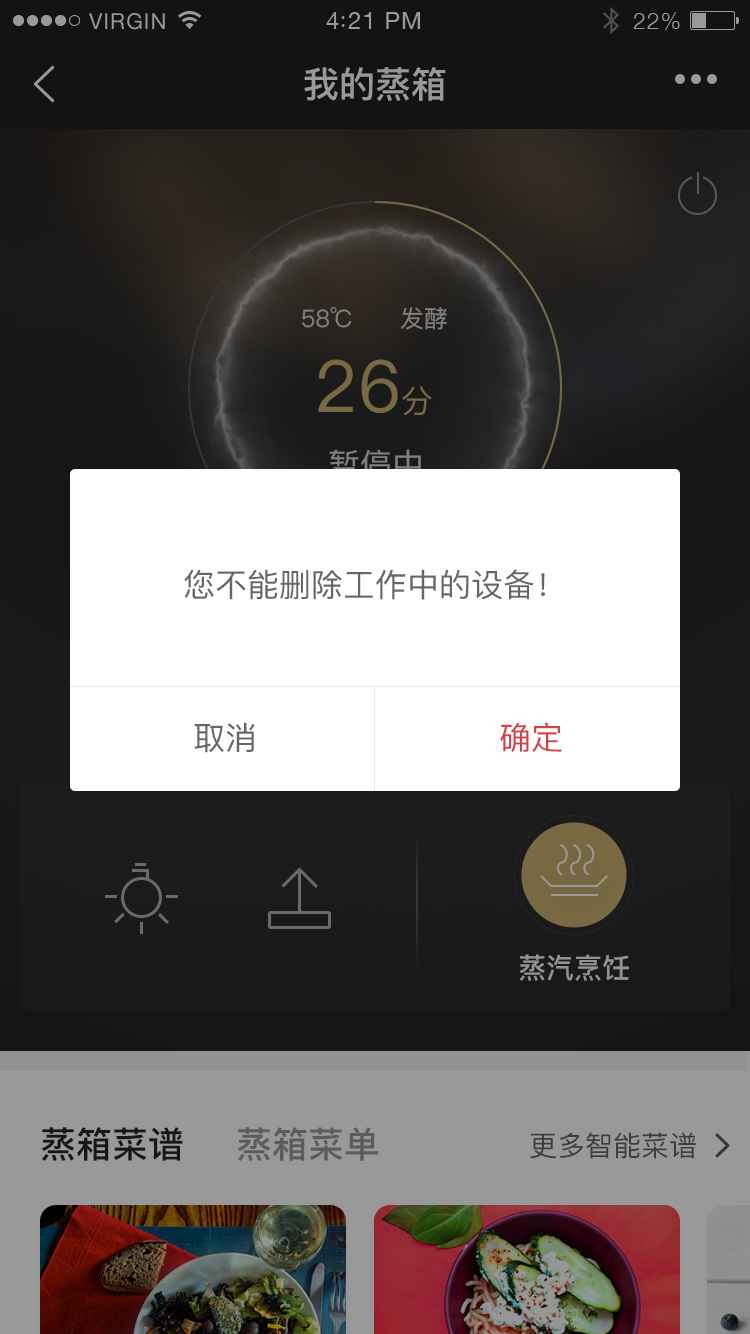 VIRGIN 4:21 PM 22%
我的蒸箱
58℃ 发酵
26分
暂停中
您不能删除工作中的设备!
取消 确定
蒸汽烹饪
蒸箱菜谱 蒸箱菜单 更多智能菜谱